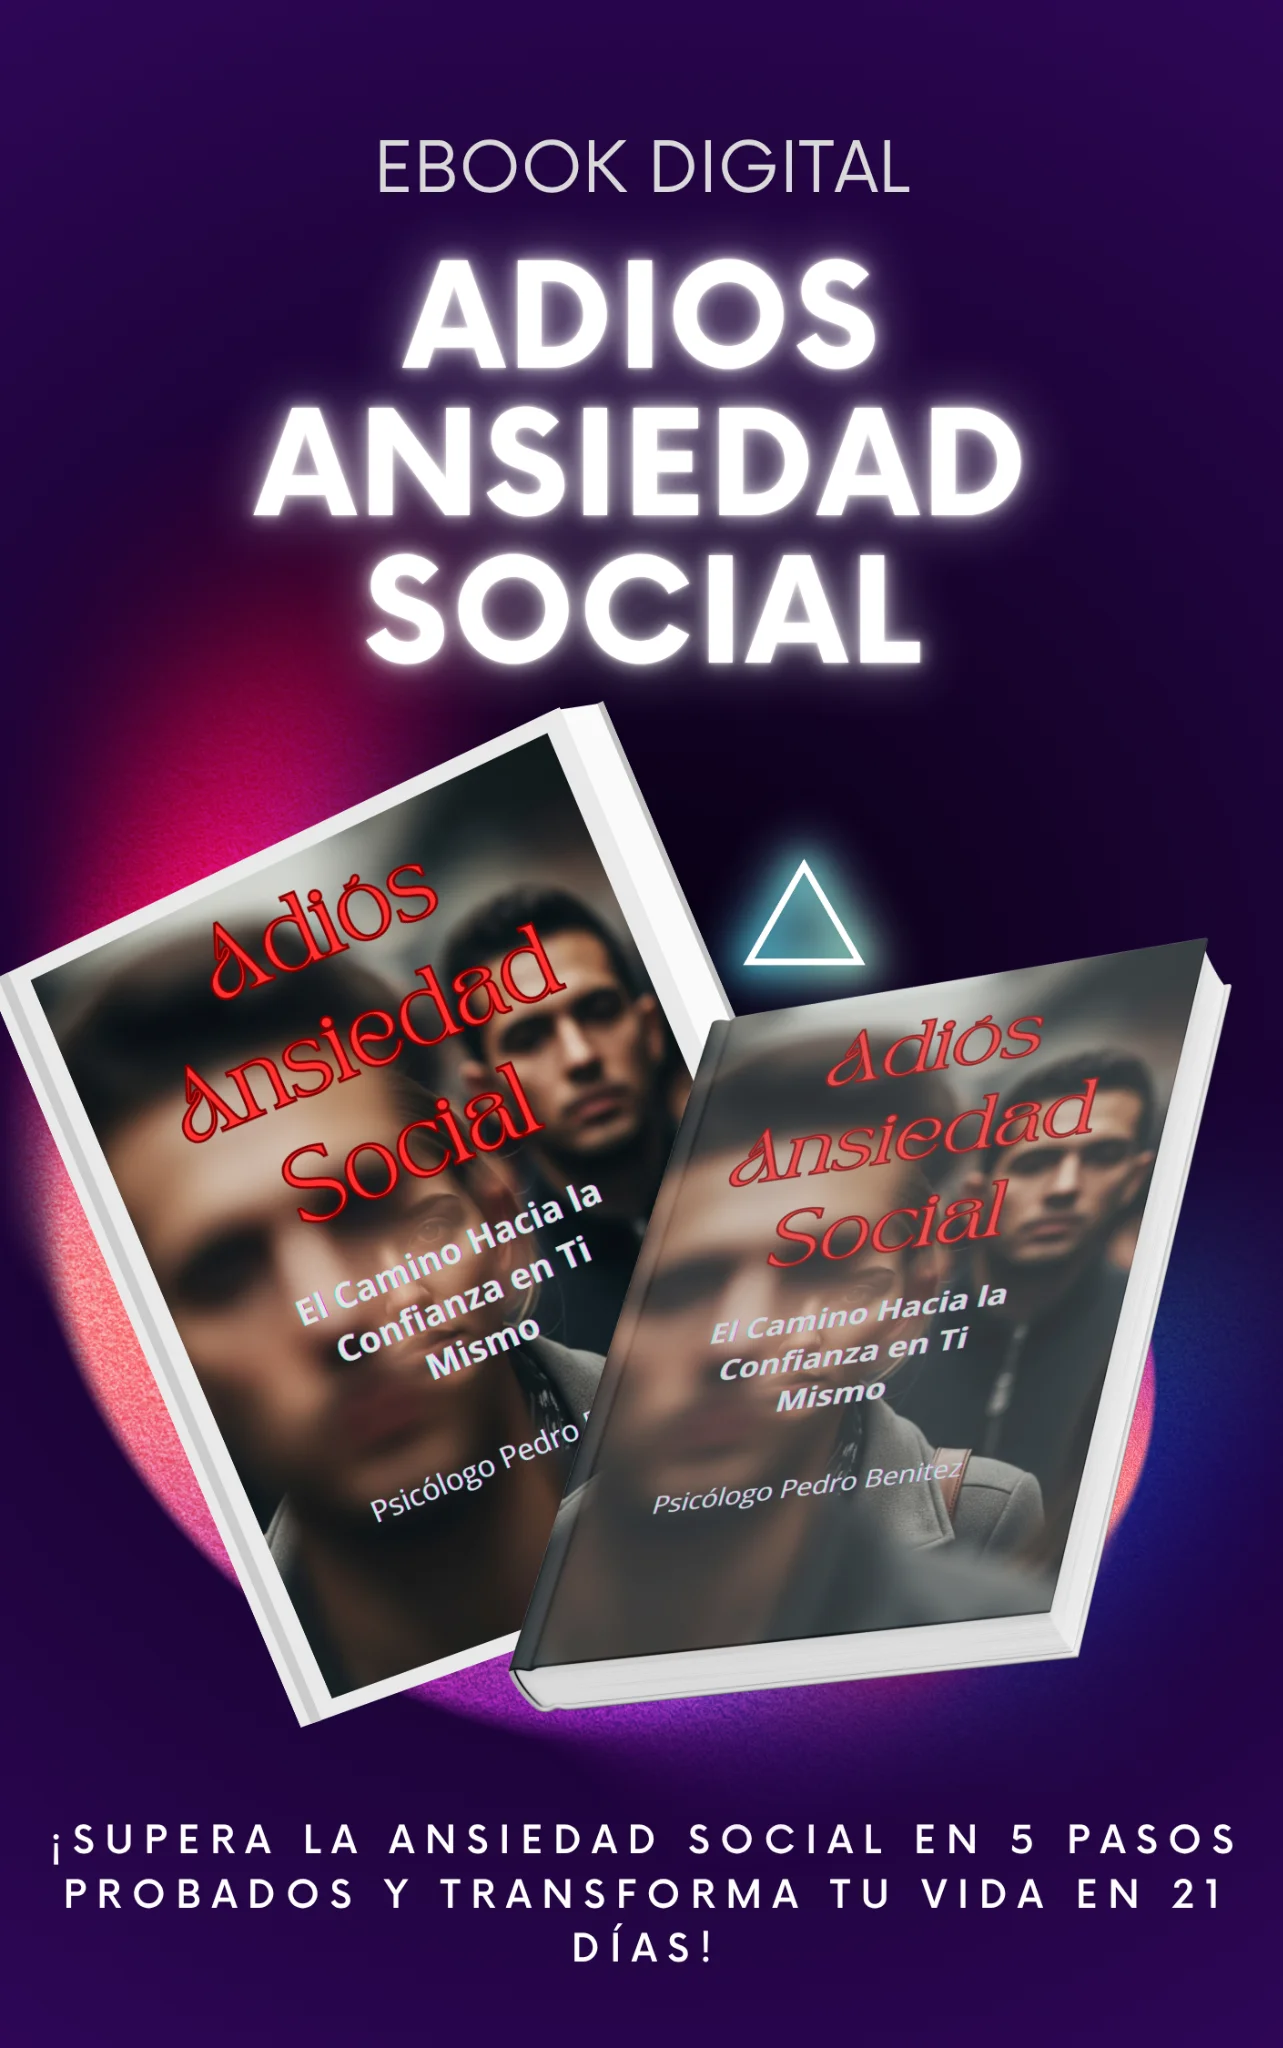 EBOOK DIGITAL
ADIOS
ANSIEDAD
SOCIAL
Adiós
Ansiedad
Social
El Camino Hacia la
Confianza en Ti
Mismo
Psicólogo Pedro
Adiós
Ansiedad
Social
El Camino Hacia la
Confianza en Ti
Mismo
Psicólogo Pedro Benitez
¡SUPERA LA ANSIEDAD SOCIAL EN 5 PASOS
PROBADOS Y TRANSFORMA TU VIDA EN 21
DÍAS!